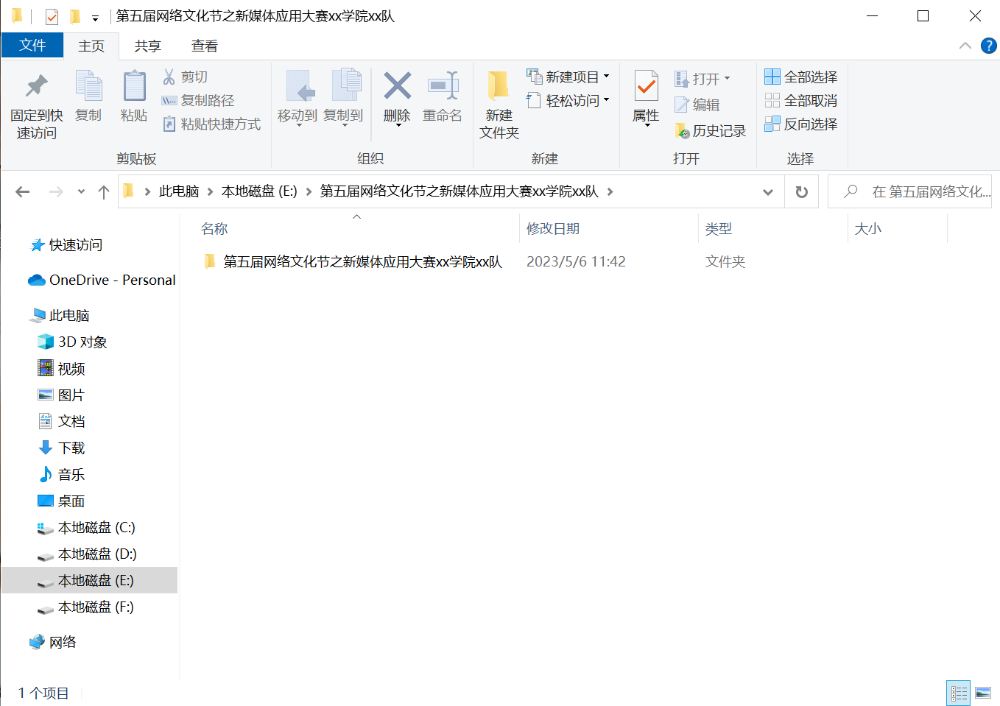 第五届网络文化节之新媒体应用大赛xx学院xx队
文件 主页 共享 查看
固定到快
速访问
复制
粘贴
剪切
复制路径
粘贴快捷方式
剪贴板
移动到
复制到
删除
重命名
组织
新建
文件夹
新建项目
轻松访问
新建
属性
打开
编辑
历史记录
打开
全部选择
全部取消
反向选择
选择
此电脑 本地磁盘 (E:) 第五届网络文化节之新媒体应用大赛xx学院xx队
在 第五届网络文化...
名称 修改日期 类型 大小
第五届网络文化节之新媒体应用大赛xx学院xx队 2023/5/6 11:42 文件夹
快速访问
OneDrive - Personal
此电脑
3D 对象
视频
图片
文档
下载
音乐
桌面
本地磁盘 (C:)
本地磁盘 (D:)
本地磁盘 (E:)
本地磁盘 (F:)
网络
1 个项目